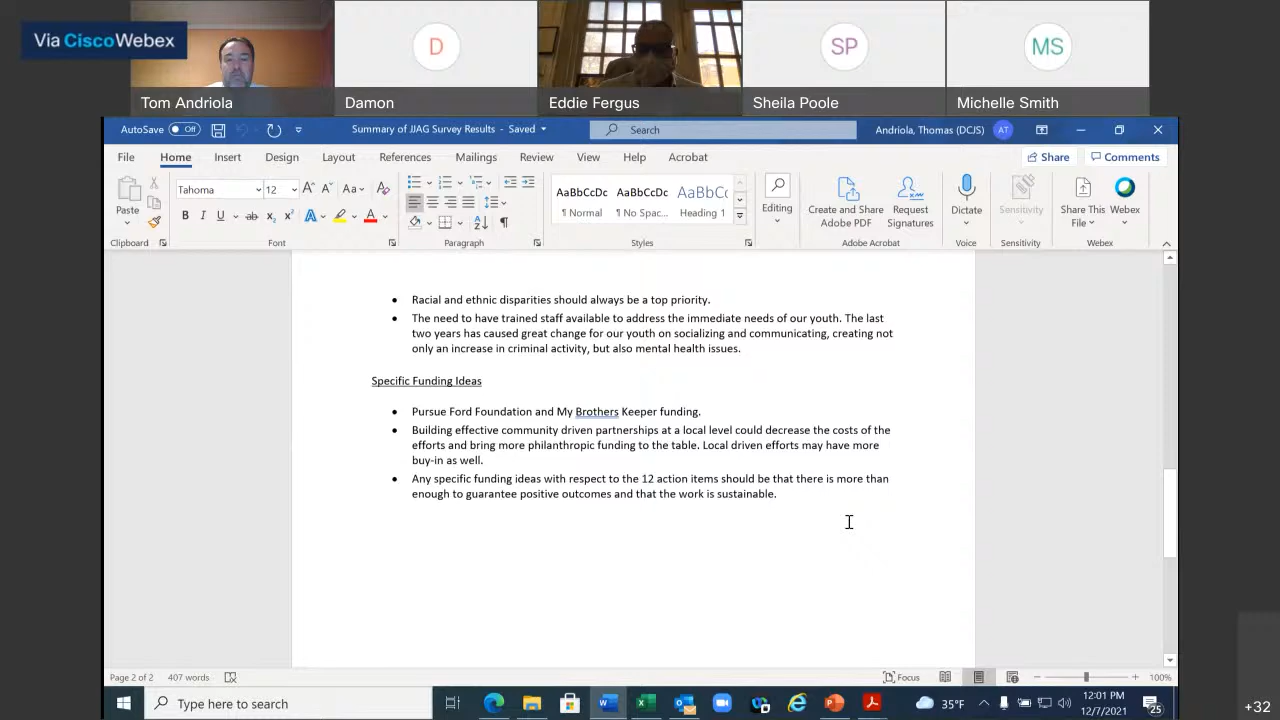 Via Cisco Webex
D
SP
MS
Tom Andriola
Damon
Eddie Fergus
Sheila Poole
Michelle Smith
AutoSave Off
Summary of JJAG Survey Results - Saved
Search
Andriola, Thomas (DCJS)
AT
File Home Insert Design Layout References Mailings Review View Help Acrobat
Share
Comments
Paste
Tahoma
12
Aa
B I U ab x₂ x² A A
AaBbCcDc
AaBbCcDc
AaBbCc
¶ Normal
¶ No Spac...
Heading 1
Editing
Create and Share
Adobe PDF
Request
Signatures
Dictate
Sensitivity
Share This
File
Webex
Clipboard
Font
Paragraph
Styles
Adobe Acrobat
Voice
Sensitivity
Webex
• Racial and ethnic disparities should always be a top priority.
• The need to have trained staff available to address the immediate needs of our youth. The last
two years has caused great change for our youth on socializing and communicating, creating not
only an increase in criminal activity, but also mental health issues.
Specific Funding Ideas
• Pursue Ford Foundation and My Brothers Keeper funding.
• Building effective community driven partnerships at a local level could decrease the costs of the
efforts and bring more philanthropic funding to the table. Local driven efforts may have more
buy-in as well.
• Any specific funding ideas with respect to the 12 action items should be that there is more than
enough to guarantee positive outcomes and that the work is sustainable.
Page 2 of 2
407 words
Focus
100%
Type here to search
35°F
12:01 PM
12/7/2021
25
+32